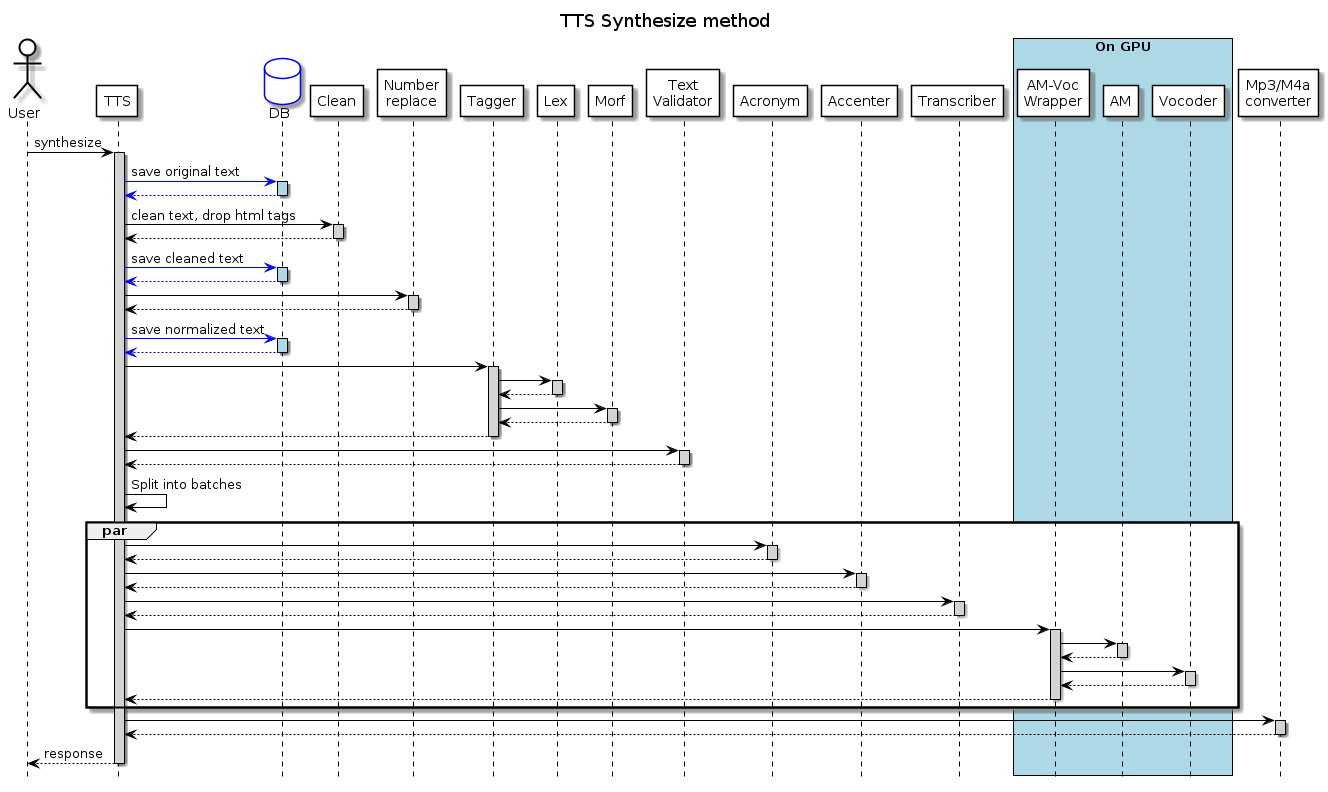 TTS Synthesize method
On GPU
User
TTS
DB
Clean
Number
replace
Tagger
Lex
Morf
Text
Validator
Acronym
Accenter
Transcriber
AM-Voc
Wrapper
AM
Vocoder
Mp3/M4a
converter
synthesize
save original text
clean text, drop html tags
save cleaned text
save normalized text
Split into batches
par
response